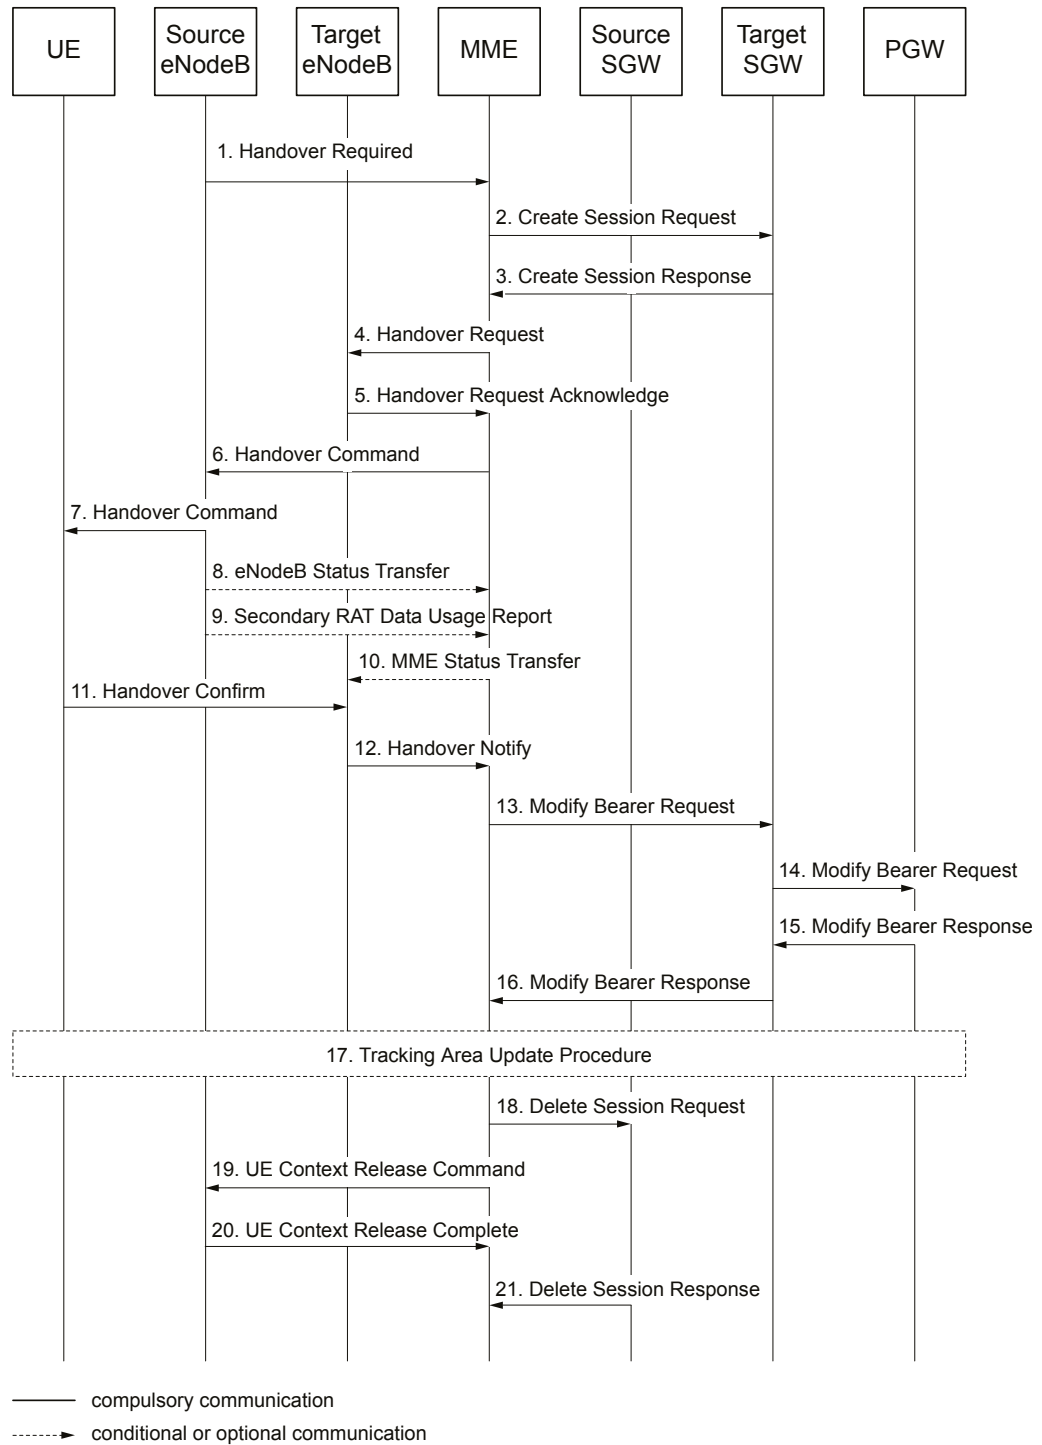 UE
Source
eNodeB
Target
eNodeB
MME
Source
SGW
Target
SGW
PGW
1. Handover Required
2. Create Session Request
3. Create Session Response
4. Handover Request
5. Handover Request Acknowledge
6. Handover Command
7. Handover Command
8. eNodeB Status Transfer
9. Secondary RAT Data Usage Report
10. MME Status Transfer
11. Handover Confirm
12. Handover Notify
13. Modify Bearer Request
14. Modify Bearer Request
15. Modify Bearer Response
16. Modify Bearer Response
17. Tracking Area Update Procedure
18. Delete Session Request
19. UE Context Release Command
20. UE Context Release Complete
21. Delete Session Response
compulsory communication
conditional or optional communication